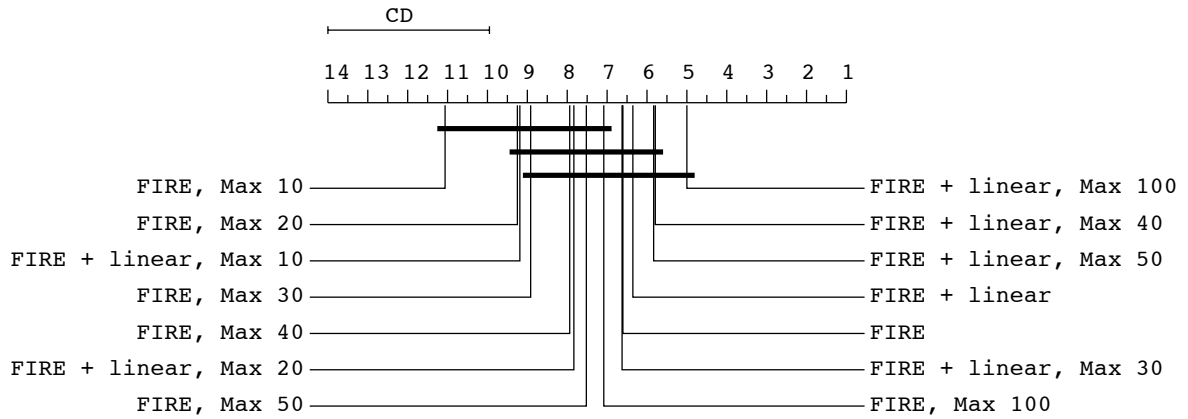 CD
14 13 12 11 10 9 8 7 6 5 4 3 2 1
FIRE, Max 10
FIRE + linear, Max 100
FIRE, Max 20
FIRE + linear, Max 40
FIRE + linear, Max 10
FIRE + linear, Max 50
FIRE, Max 30
FIRE + linear
FIRE, Max 40
FIRE
FIRE + linear, Max 20
FIRE + linear, Max 30
FIRE, Max 50
FIRE, Max 100